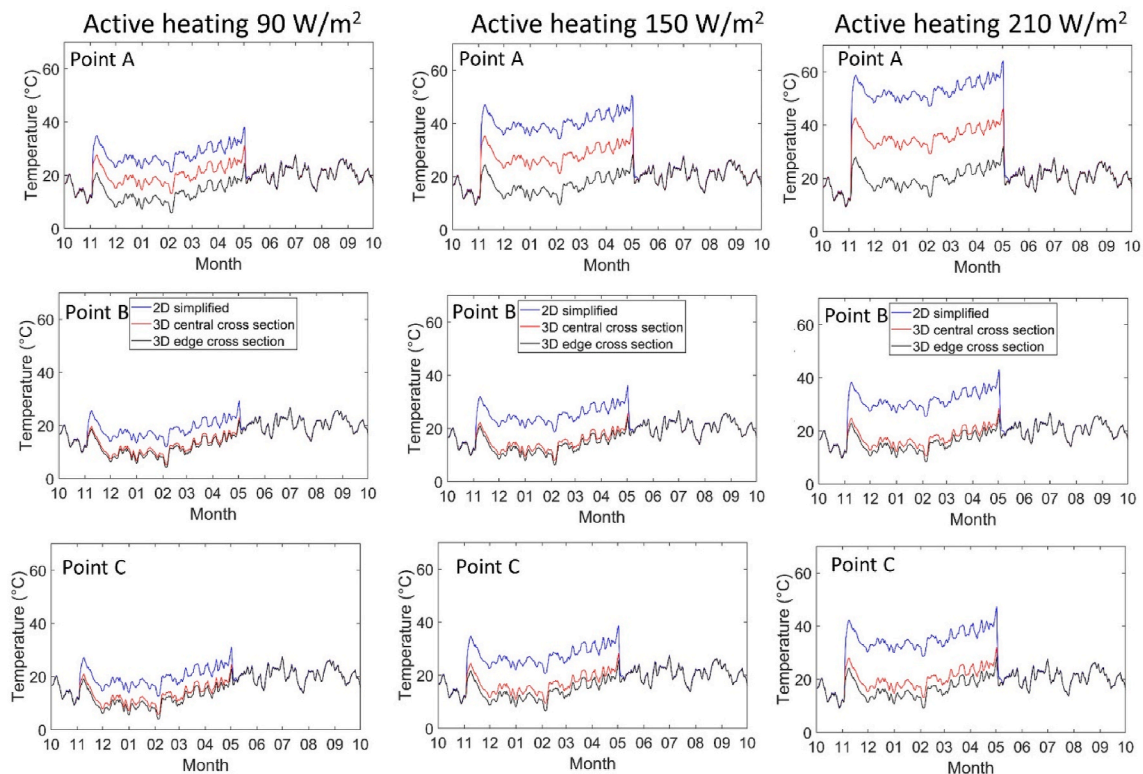 Active heating 90 W/m²
Active heating 150 W/m²
Active heating 210 W/m²
Point A
Temperature (°C)
60
40
20
0
10 11 12 01 02 03 04 05 06 07 08 09 10
Month
Point A
Temperature (°C)
60
40
20
0
10 11 12 01 02 03 04 05 06 07 08 09 10
Month
Point A
Temperature (°C)
60
40
20
0
10 11 12 01 02 03 04 05 06 07 08 09 10
Month
Point B
2D simplified
3D central cross section
3D edge cross section
Temperature (°C)
60
40
20
0
10 11 12 01 02 03 04 05 06 07 08 09 10
Month
Point B
2D simplified
3D central cross section
3D edge cross section
Temperature (°C)
60
40
20
0
10 11 12 01 02 03 04 05 06 07 08 09 10
Month
Point B
2D simplified
3D central cross section
3D edge cross section
Temperature (°C)
60
40
20
0
10 11 12 01 02 03 04 05 06 07 08 09 10
Month
Point C
Temperature (°C)
60
40
20
0
10 11 12 01 02 03 04 05 06 07 08 09 10
Month
Point C
Temperature (°C)
60
40
20
0
10 11 12 01 02 03 04 05 06 07 08 09 10
Month
Point C
Temperature (°C)
60
40
20
0
10 11 12 01 02 03 04 05 06 07 08 09 10
Month